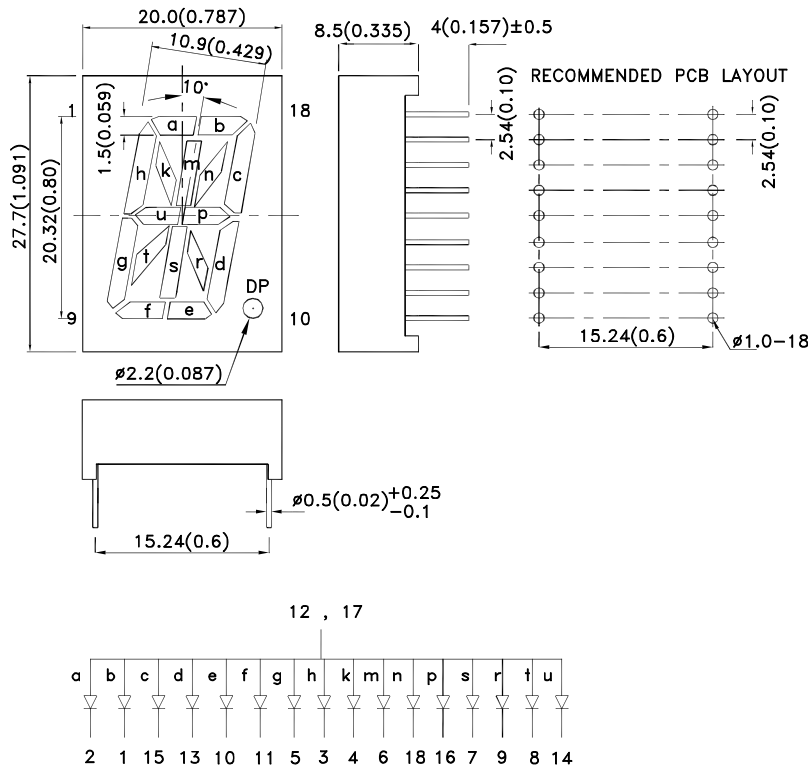 20.0(0.787)
10.9(0.429)
8.5(0.335)
4(0.157)±0.5
RECOMMENDED PCB LAYOUT
10°
1
18
1.5(0.059)
a
b
2.54(0.10)
2.54(0.10)
h
k
m
n
c
27.7(1.091)
20.32(0.80)
u
p
g
t
s
r
d
DP
9
f
e
10
15.24(0.6)
ø1.0-18
ø2.2(0.087)
ø0.5(0.02)+0.25
-0.1
15.24(0.6)
12 , 17
a b c d e f g h k m n p s r t u
2 1 15 13 10 11 5 3 4 6 18 16 7 9 8 14